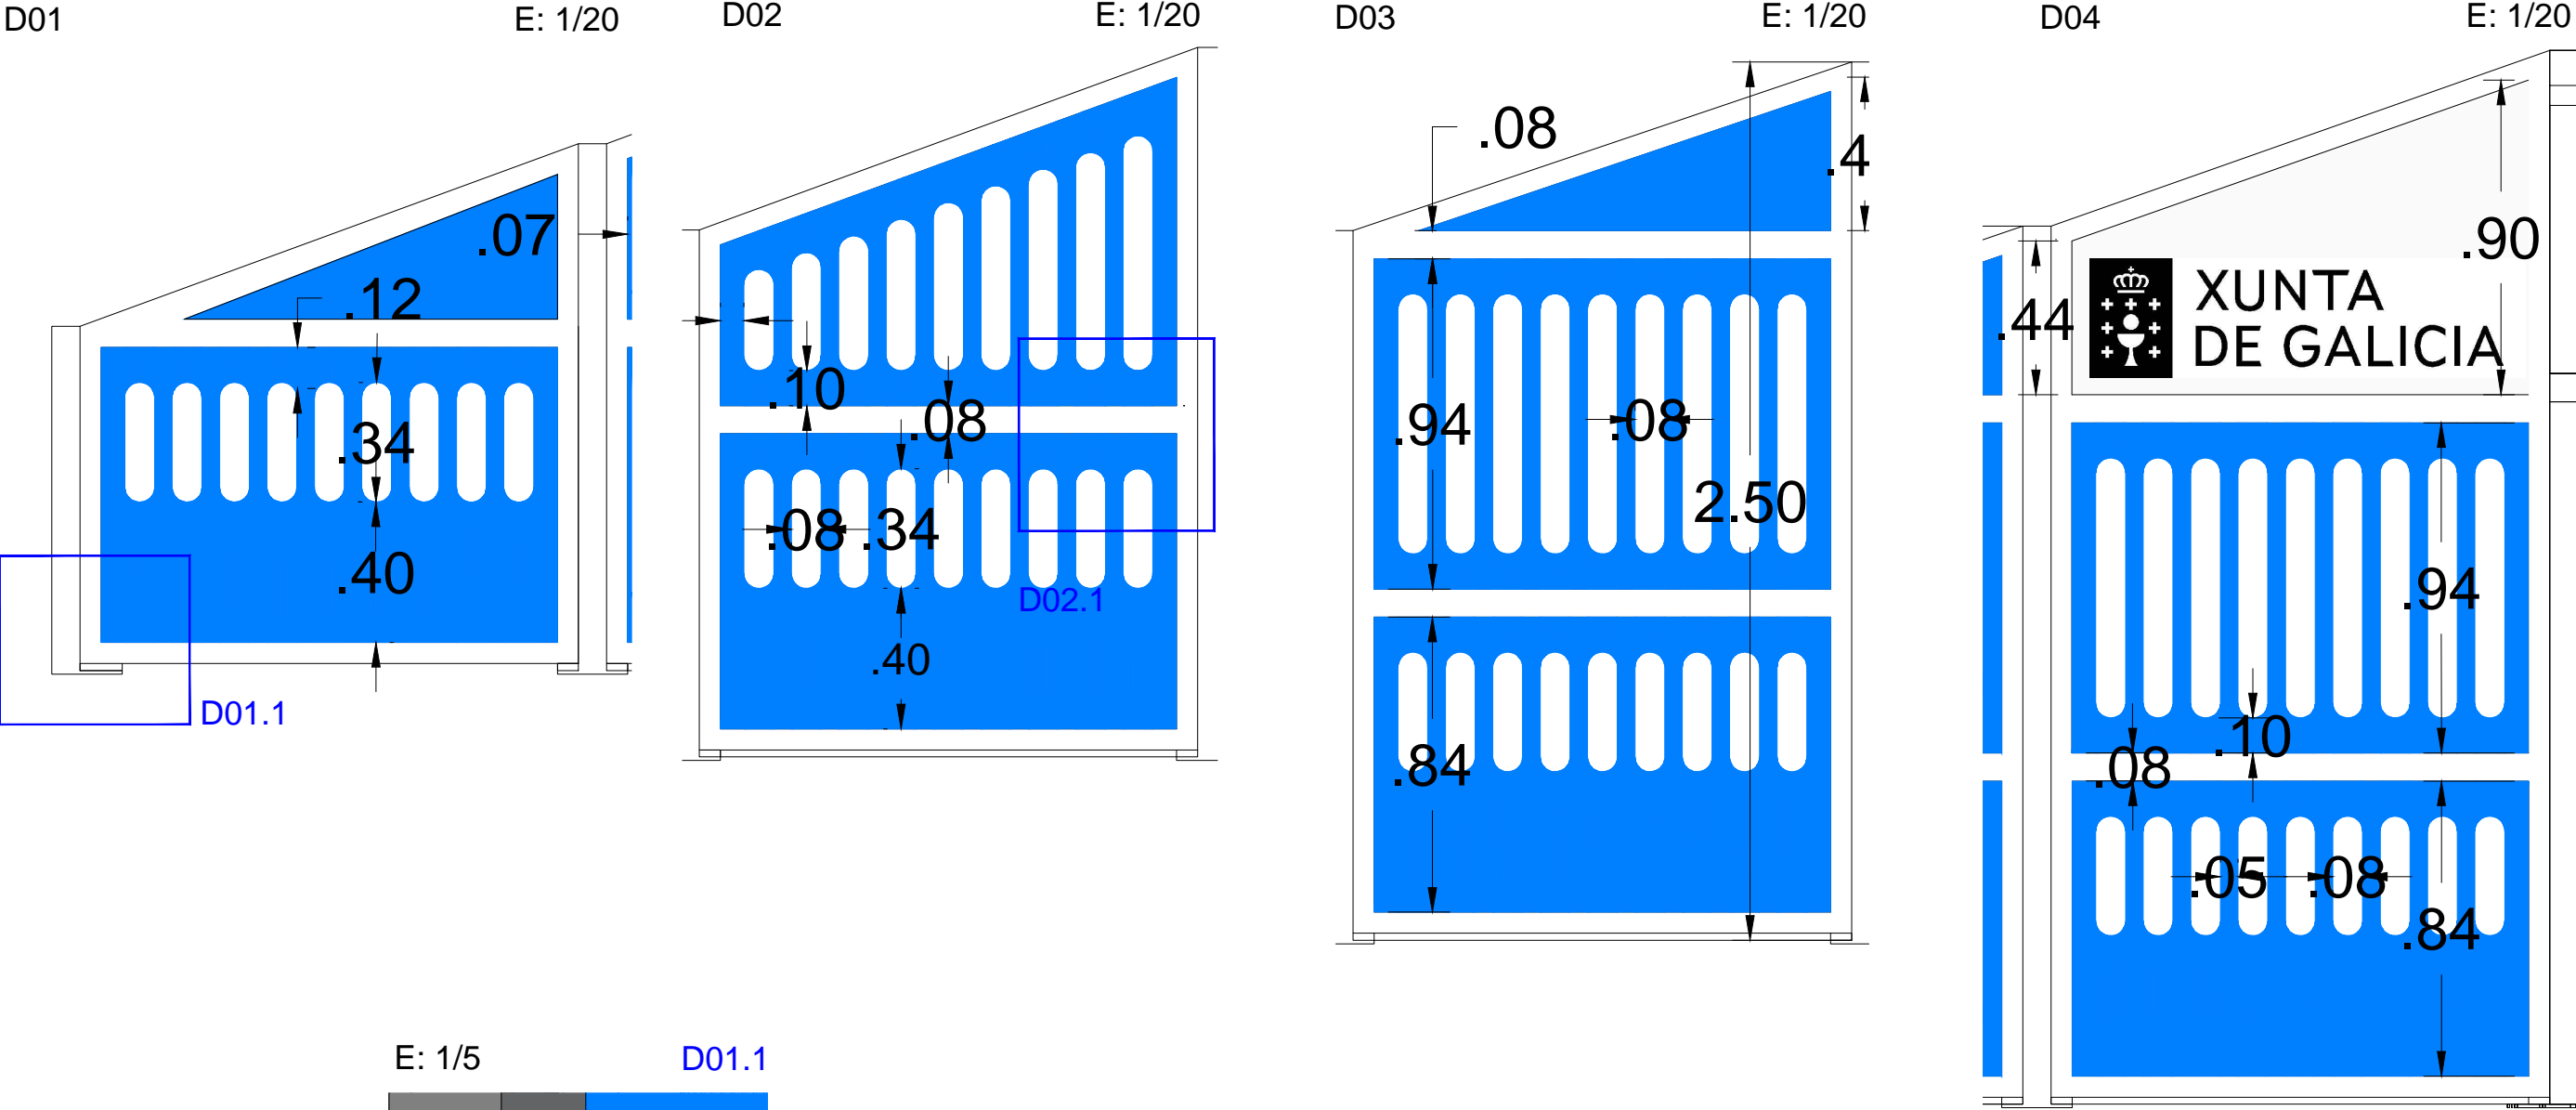 D01
E: 1/20
D02
E: 1/20
D03
E: 1/20
D04
E: 1/20
.07
.12
.34
.40
D01.1
.10
.08
.08
.34
D02.1
.40
.08
.4
.94
.08
2.50
.84
.90
.44
XUNTA
DE GALICIA
.94
.10
.08
.05
.08
.84
E: 1/5
D01.1